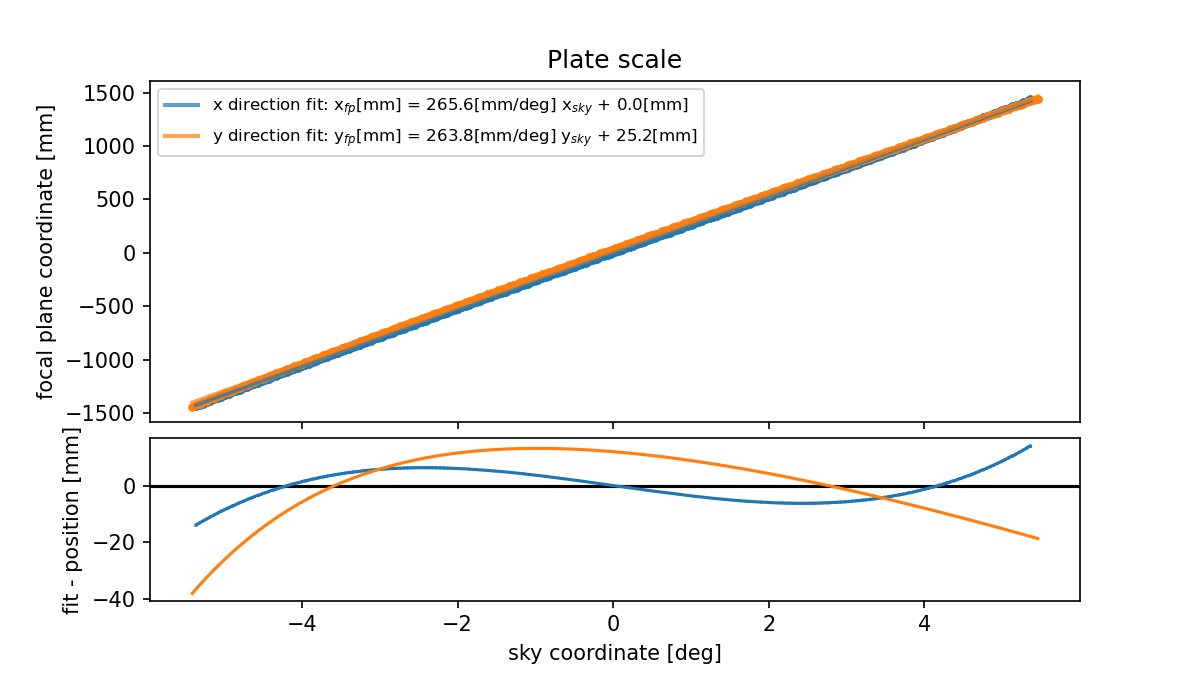 Plate scale
x direction fit: x_fp[mm] = 265.6[mm/deg] x_sky + 0.0[mm]
y direction fit: y_fp[mm] = 263.8[mm/deg] y_sky + 25.2[mm]
focal plane coordinate [mm]
1500
1000
500
0
−500
−1000
−1500
fit - position [mm]
0
−20
−40
−4
−2
0
2
4
sky coordinate [deg]